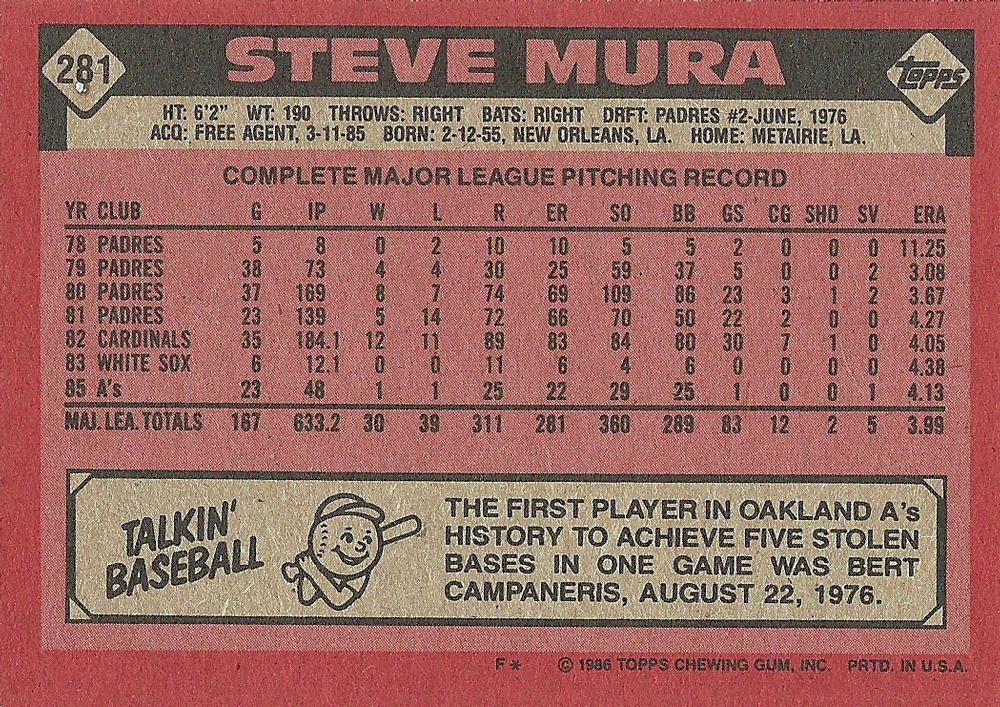 281
STEVE MURA
Topps
HT: 6'2" WT: 190 THROWS: RIGHT BATS: RIGHT DRFT: PADRES #2-JUNE, 1976
ACQ: FREE AGENT, 3-11-85 BORN: 2-12-55, NEW ORLEANS, LA. HOME: METAIRIE, LA.
COMPLETE MAJOR LEAGUE PITCHING RECORD
YR CLUB G IP W L R ER SO BB GS CG SHO SV ERA
78 PADRES 5 8 0 2 10 10 5 5 2 0 0 0 11.25
79 PADRES 38 73 4 4 30 25 59 37 5 0 0 2 3.08
80 PADRES 37 169 8 7 74 69 109 86 23 3 1 2 3.67
81 PADRES 23 139 5 14 72 66 70 50 22 2 0 0 4.27
82 CARDINALS 35 184.1 12 11 89 83 84 80 30 7 1 0 4.05
83 WHITE SOX 6 12.1 0 0 11 6 4 6 0 0 0 0 4.38
85 A's 23 48 1 1 25 22 29 25 1 0 0 1 4.13
MAJ. LEA. TOTALS 167 633.2 30 39 311 281 360 289 83 12 2 5 3.99
TALKIN'
BASEBALL
THE FIRST PLAYER IN OAKLAND A's
HISTORY TO ACHIEVE FIVE STOLEN
BASES IN ONE GAME WAS BERT
CAMPANERIS, AUGUST 22, 1976.
F* © 1986 TOPPS CHEWING GUM, INC. PRTD. IN U.S.A.